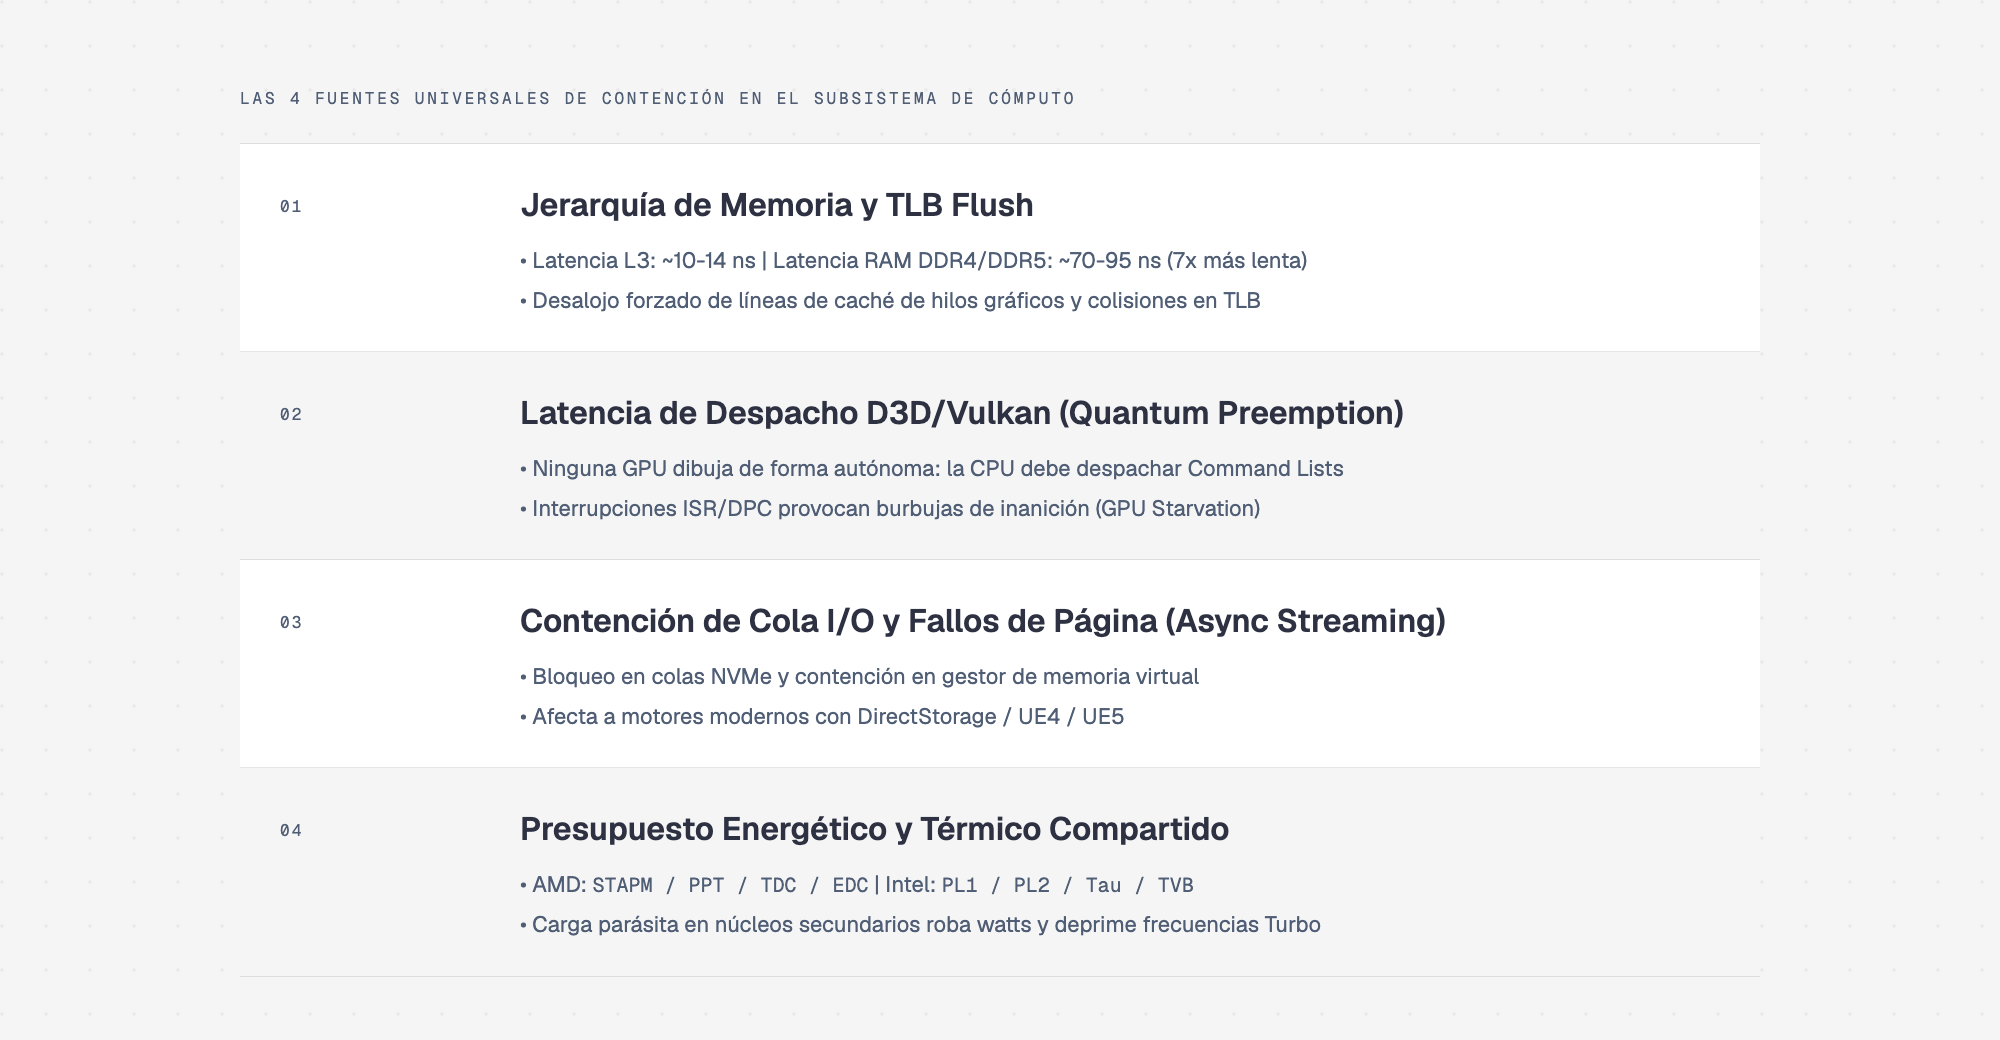 LAS 4 FUENTES UNIVERSALES DE CONTENCIÓN EN EL SUBSISTEMA DE CÓMPUTO
01
Jerarquía de Memoria y TLB Flush
• Latencia L3: ~10-14 ns | Latencia RAM DDR4/DDR5: ~70-95 ns (7x más lenta)
• Desalojo forzado de líneas de caché de hilos gráficos y colisiones en TLB
02
Latencia de Despacho D3D/Vulkan (Quantum Preemption)
• Ninguna GPU dibuja de forma autónoma: la CPU debe despachar Command Lists
• Interrupciones ISR/DPC provocan burbujas de inanición (GPU Starvation)
03
Contención de Cola I/O y Fallos de Página (Async Streaming)
• Bloqueo en colas NVMe y contención en gestor de memoria virtual
• Afecta a motores modernos con DirectStorage / UE4 / UE5
04
Presupuesto Energético y Térmico Compartido
• AMD: STAPM / PPT / TDC / EDC | Intel: PL1 / PL2 / Tau / TVB
• Carga parásita en núcleos secundarios roba watts y deprime frecuencias Turbo